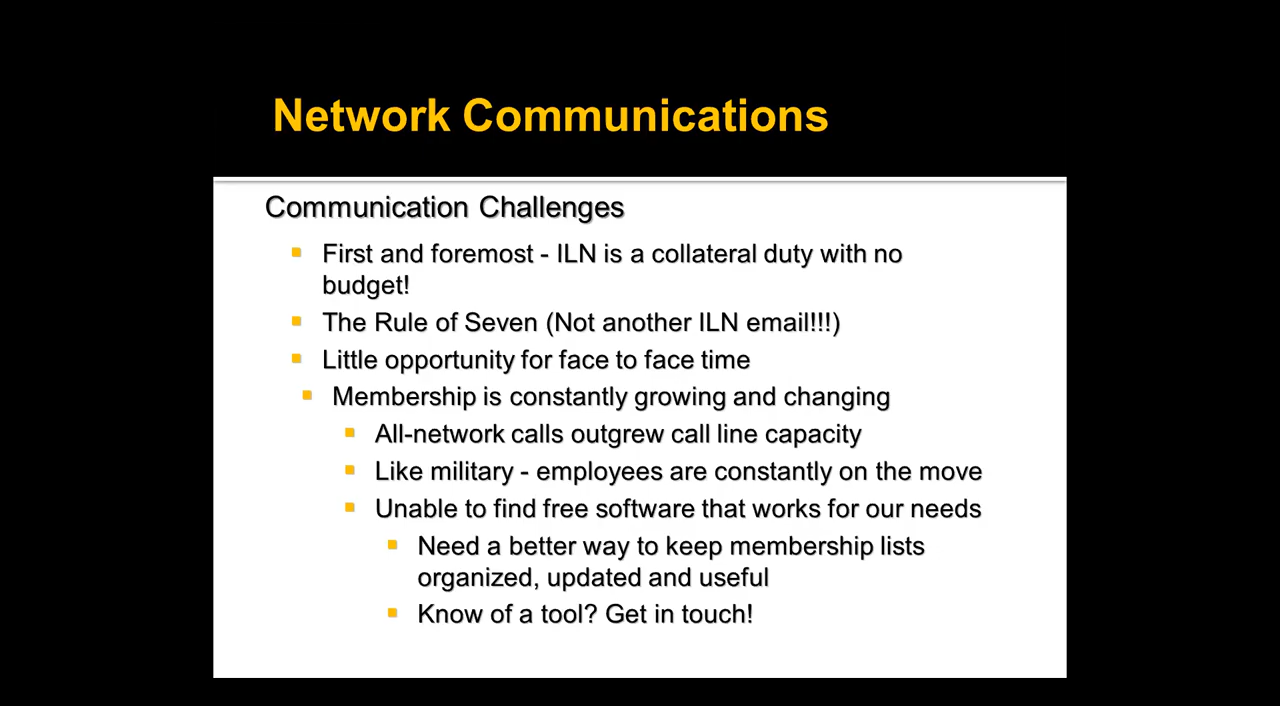 Network Communications
Communication Challenges
First and foremost - ILN is a collateral duty with no
budget!
The Rule of Seven (Not another ILN email!!!)
Little opportunity for face to face time
Membership is constantly growing and changing
All-network calls outgrew call line capacity
Like military - employees are constantly on the move
Unable to find free software that works for our needs
Need a better way to keep membership lists
organized, updated and useful
Know of a tool? Get in touch!